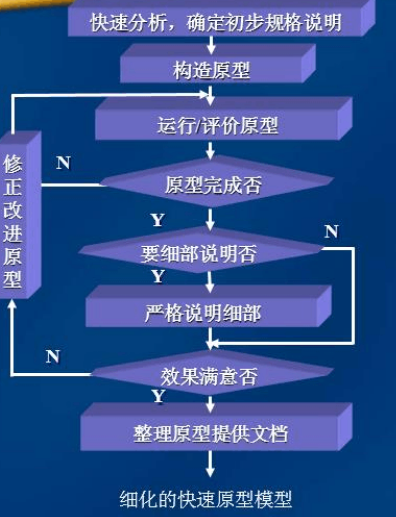 快速分析，确定初步规格说明
构造原型
运行/评价原型
修正改进原型
N
原型完成否
Y
N
要细部说明否
Y
严格说明细部
N
效果满意否
Y
整理原型提供文档
细化的快速原型模型